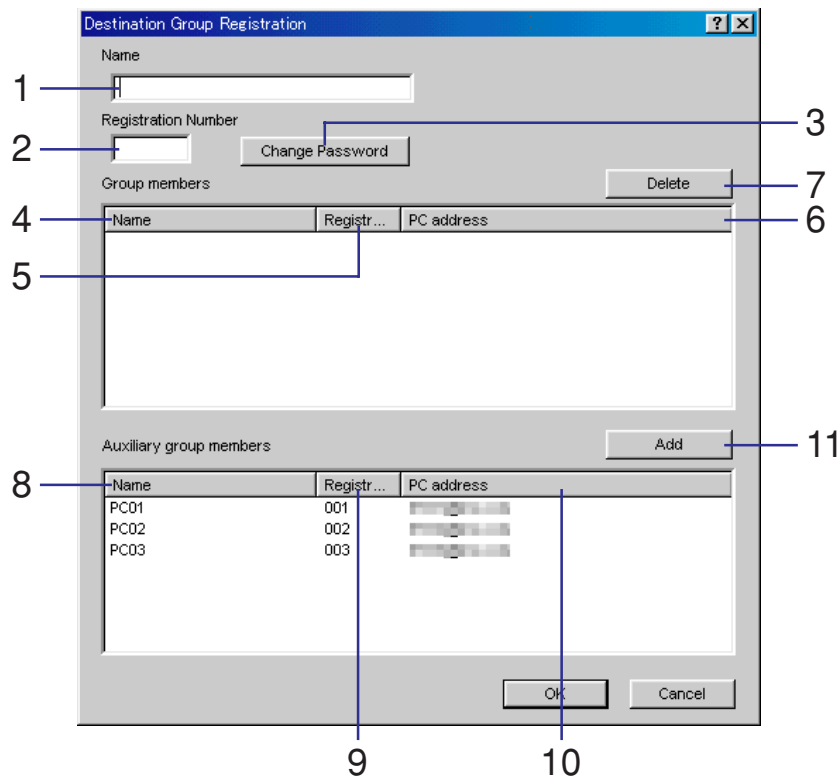 Destination Group Registration
Name
1
Registration Number
3
2
Change Password
Group members
Delete
7
4
Name Registr... PC address
6
5
Auxiliary group members
Add
11
8
Name Registr... PC address
PC01 001
PC02 002
PC03 003
OK Cancel
9 10